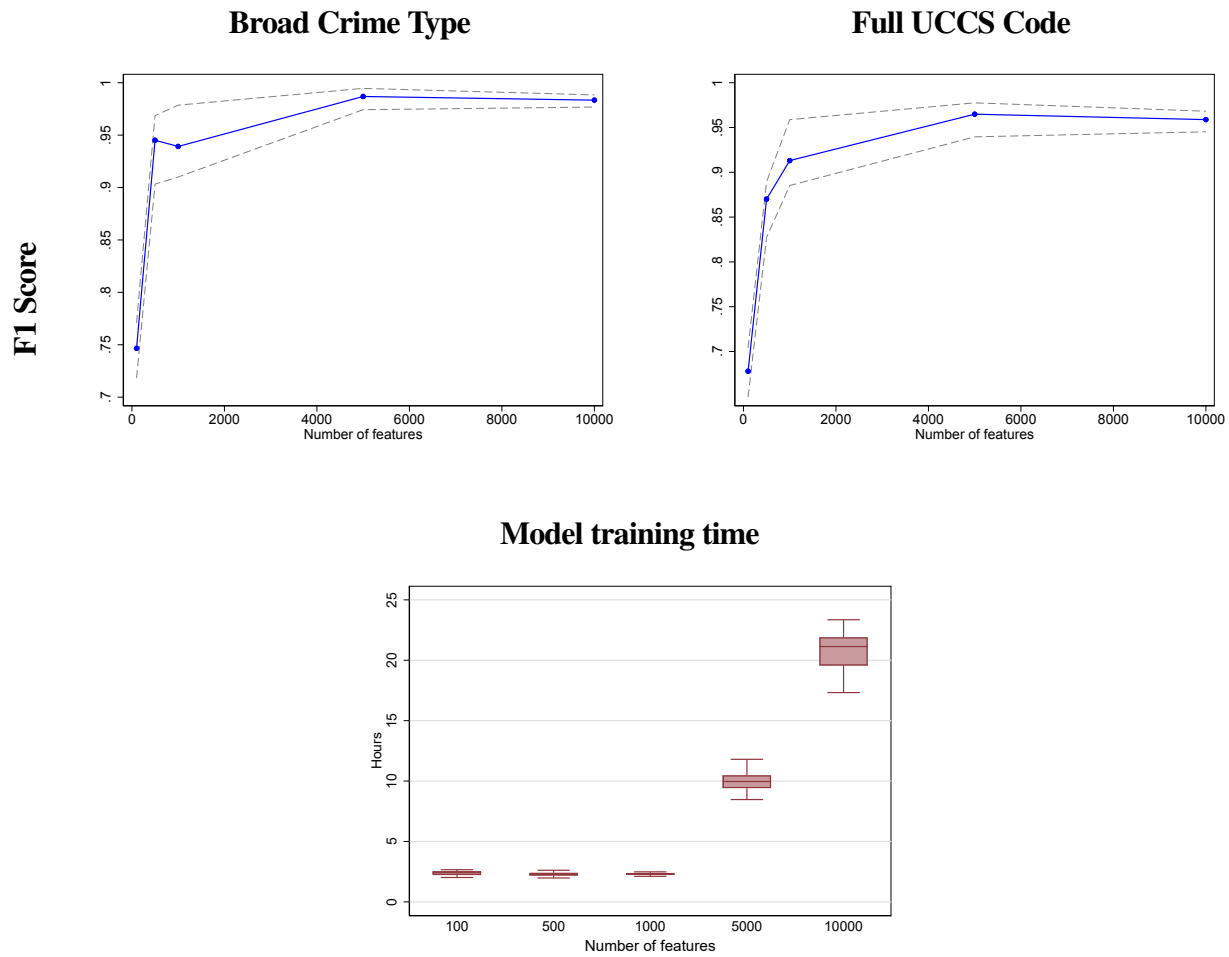 Broad Crime Type
Full UCCS Code
F1 Score
1
.95
.9
.85
.8
.75
.7
0 2000 4000 6000 8000 10000
Number of features
1
.95
.9
.85
.8
.75
.7
0 2000 4000 6000 8000 10000
Number of features
Model training time
Hours
25
20
15
10
5
0
100 500 1000 5000 10000
Number of features